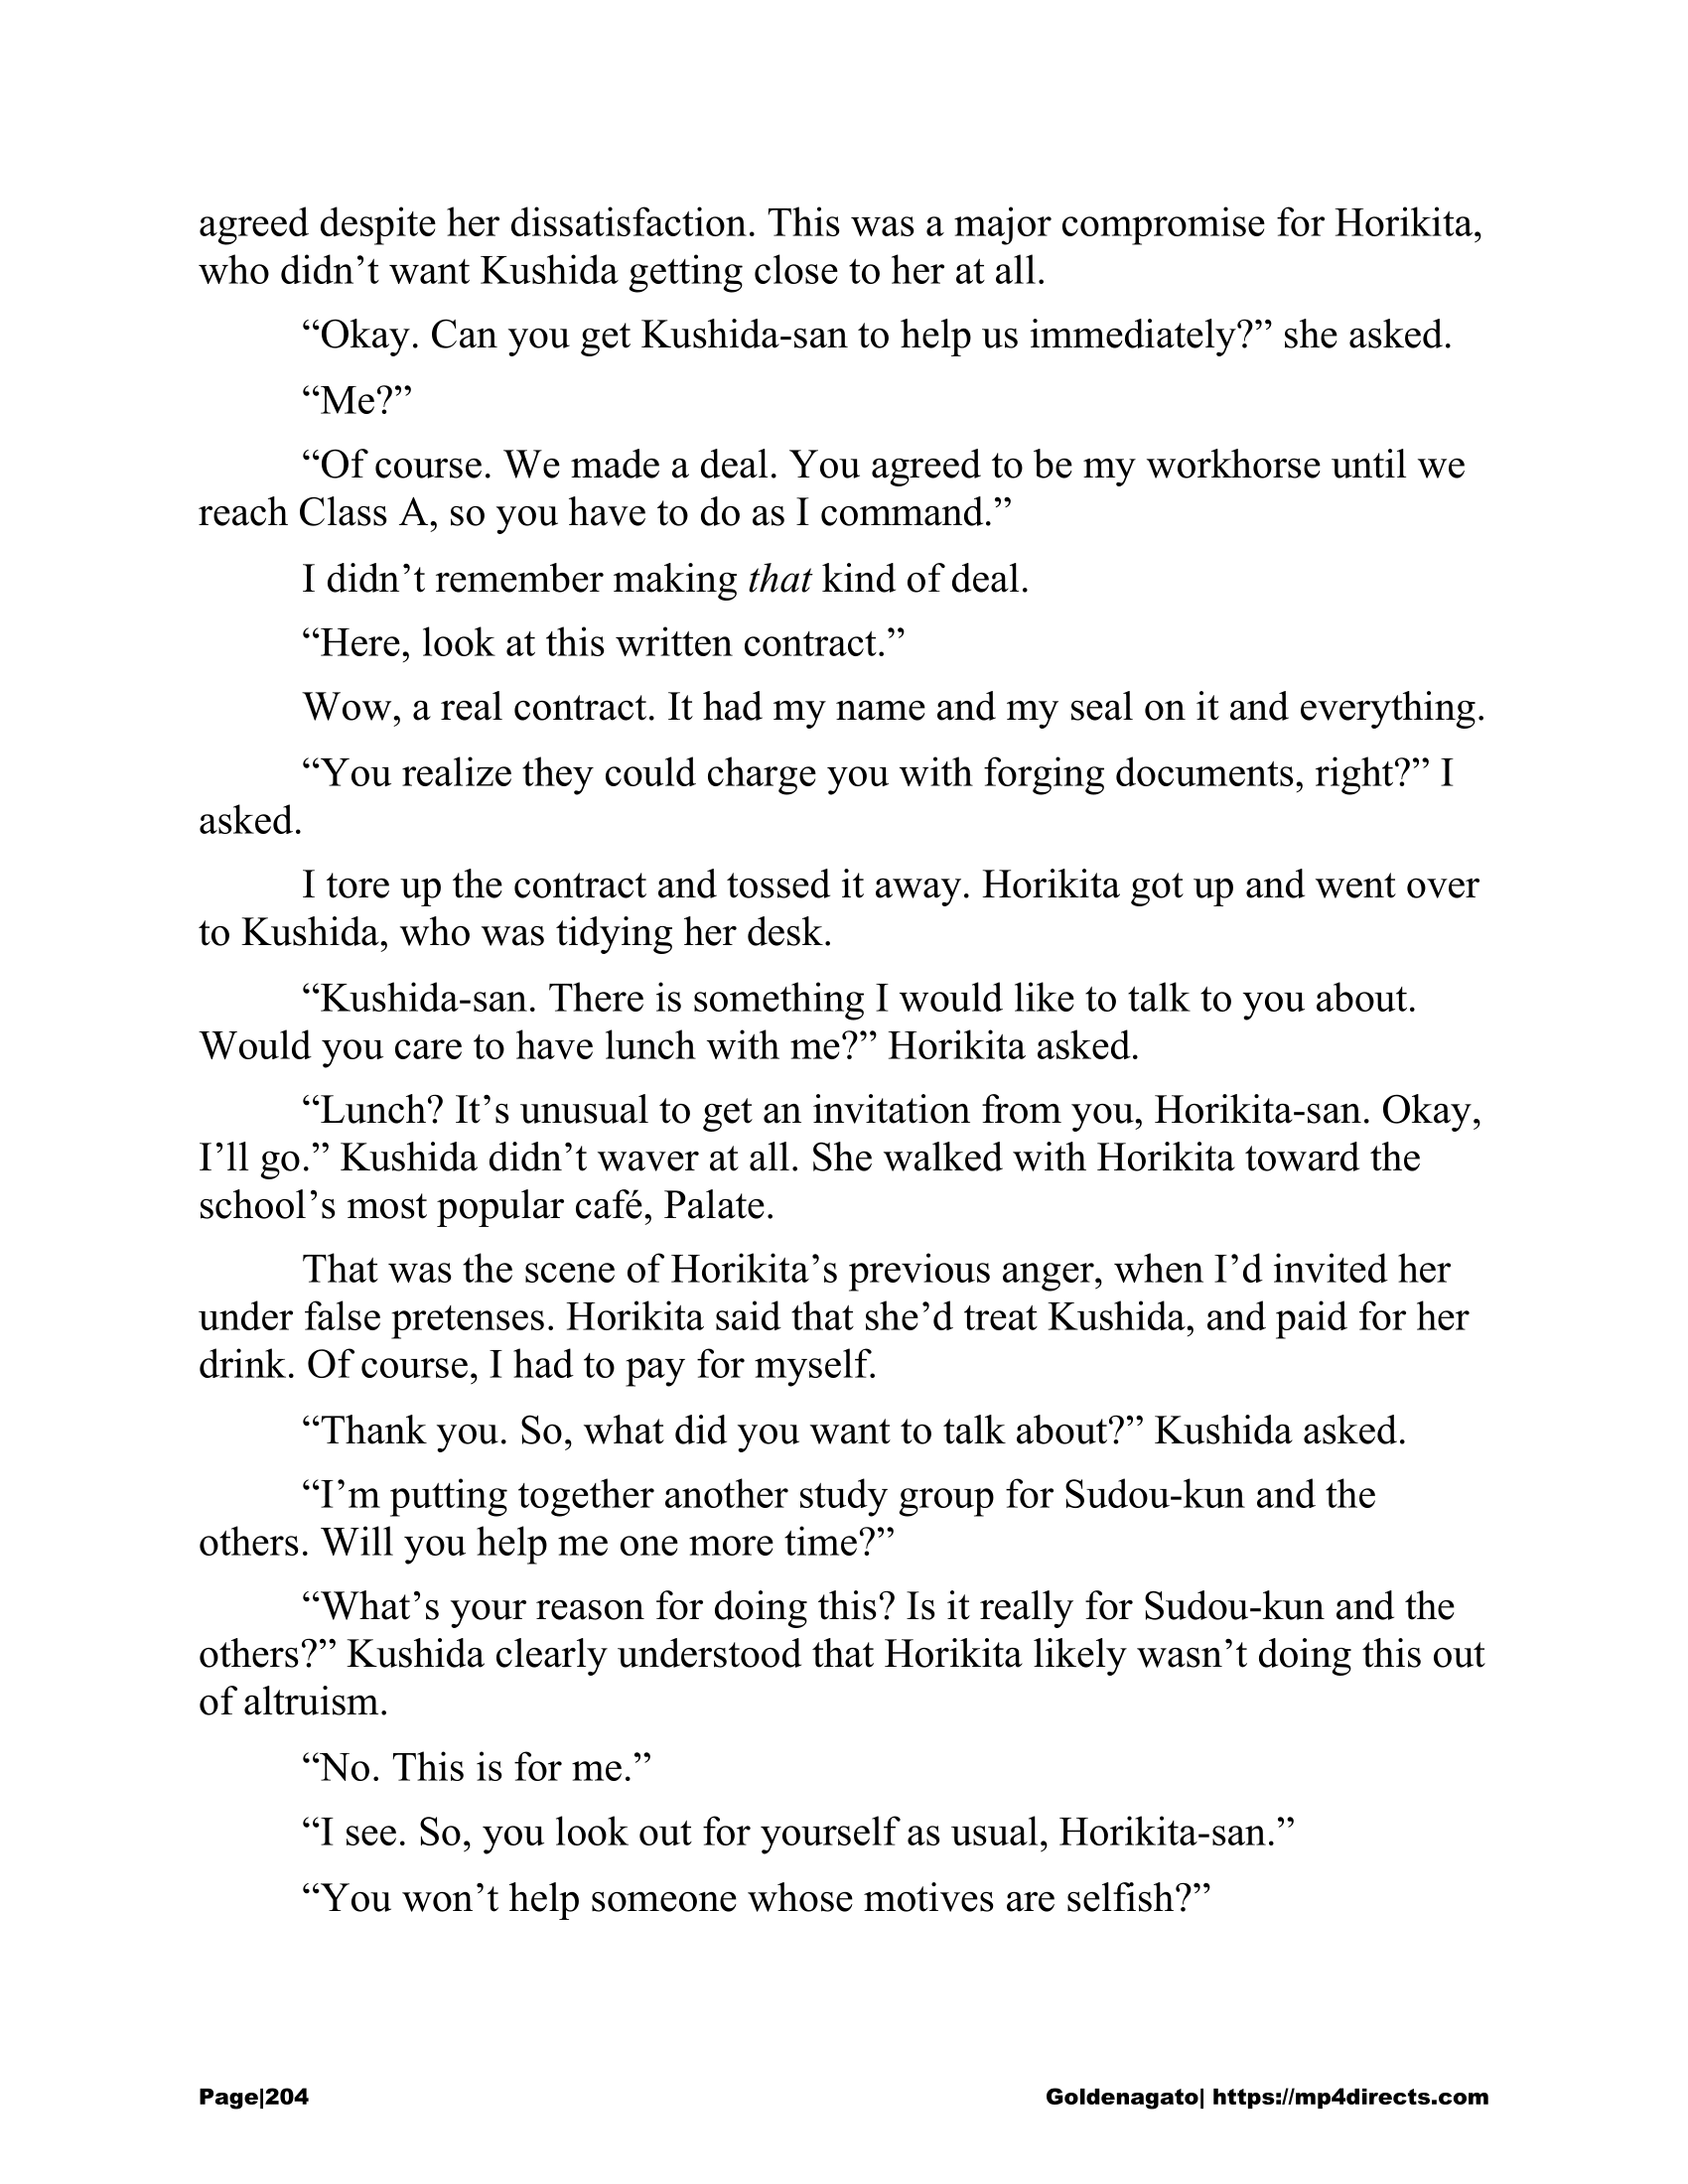 agreed despite her dissatisfaction. This was a major compromise for Horikita,
who didn’t want Kushida getting close to her at all.
“Okay. Can you get Kushida-san to help us immediately?” she asked.
“Me?”
“Of course. We made a deal. You agreed to be my workhorse until we
reach Class A, so you have to do as I command.”
I didn’t remember making that kind of deal.
“Here, look at this written contract.”
Wow, a real contract. It had my name and my seal on it and everything.
“You realize they could charge you with forging documents, right?” I
asked.
I tore up the contract and tossed it away. Horikita got up and went over
to Kushida, who was tidying her desk.
“Kushida-san. There is something I would like to talk to you about.
Would you care to have lunch with me?” Horikita asked.
“Lunch? It’s unusual to get an invitation from you, Horikita-san. Okay,
I’ll go.” Kushida didn’t waver at all. She walked with Horikita toward the
school’s most popular café, Palate.
That was the scene of Horikita’s previous anger, when I’d invited her
under false pretenses. Horikita said that she’d treat Kushida, and paid for her
drink. Of course, I had to pay for myself.
“Thank you. So, what did you want to talk about?” Kushida asked.
“I’m putting together another study group for Sudou-kun and the
others. Will you help me one more time?”
“What’s your reason for doing this? Is it really for Sudou-kun and the
others?” Kushida clearly understood that Horikita likely wasn’t doing this out
of altruism.
“No. This is for me.”
“I see. So, you look out for yourself as usual, Horikita-san.”
“You won’t help someone whose motives are selfish?”
Page|204 Goldenagato| https://mp4directs.com